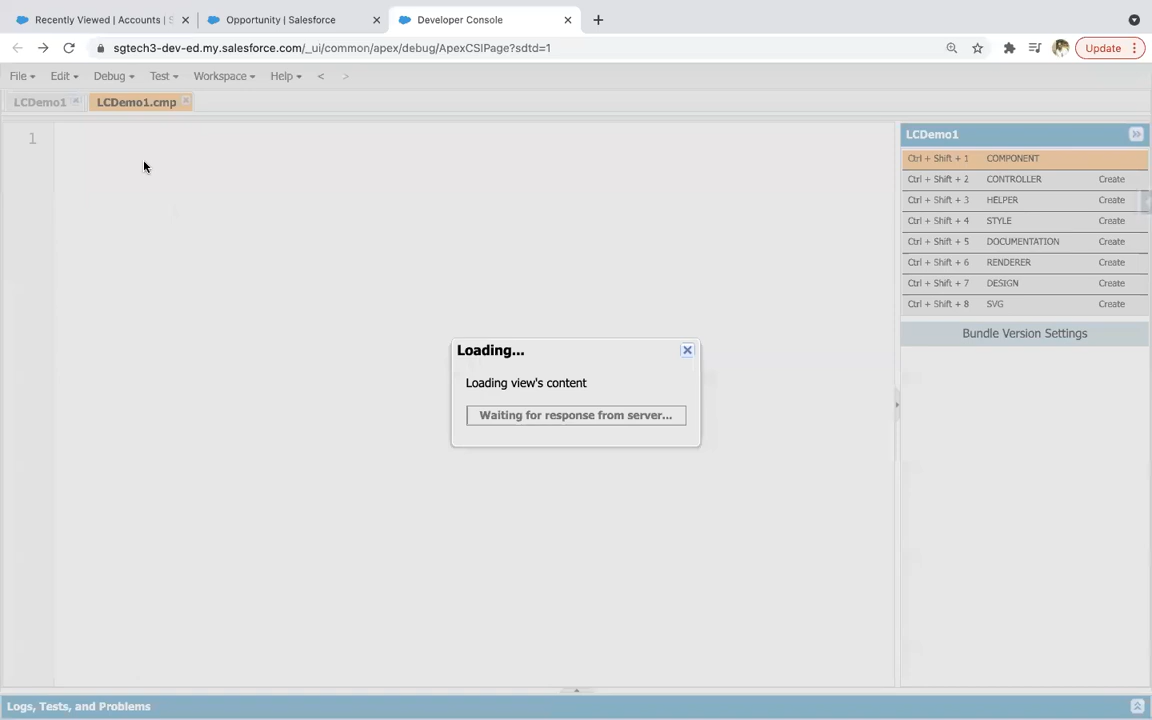 Recently Viewed | Accounts | S
Opportunity | Salesforce
Developer Console
sgtech3-dev-ed.my.salesforce.com/_ui/common/apex/debug/ApexCSIPage?sdtd=1
Update
File
Edit
Debug
Test
Workspace
Help
<
>
LCDemo1
LCDemo1.cmp
1
LCDemo1
Ctrl + Shift + 1 COMPONENT
Ctrl + Shift + 2 CONTROLLER Create
Ctrl + Shift + 3 HELPER Create
Ctrl + Shift + 4 STYLE Create
Ctrl + Shift + 5 DOCUMENTATION Create
Ctrl + Shift + 6 RENDERER Create
Ctrl + Shift + 7 DESIGN Create
Ctrl + Shift + 8 SVG Create
Bundle Version Settings
Loading...
Loading view's content
Waiting for response from server...
Logs, Tests, and Problems